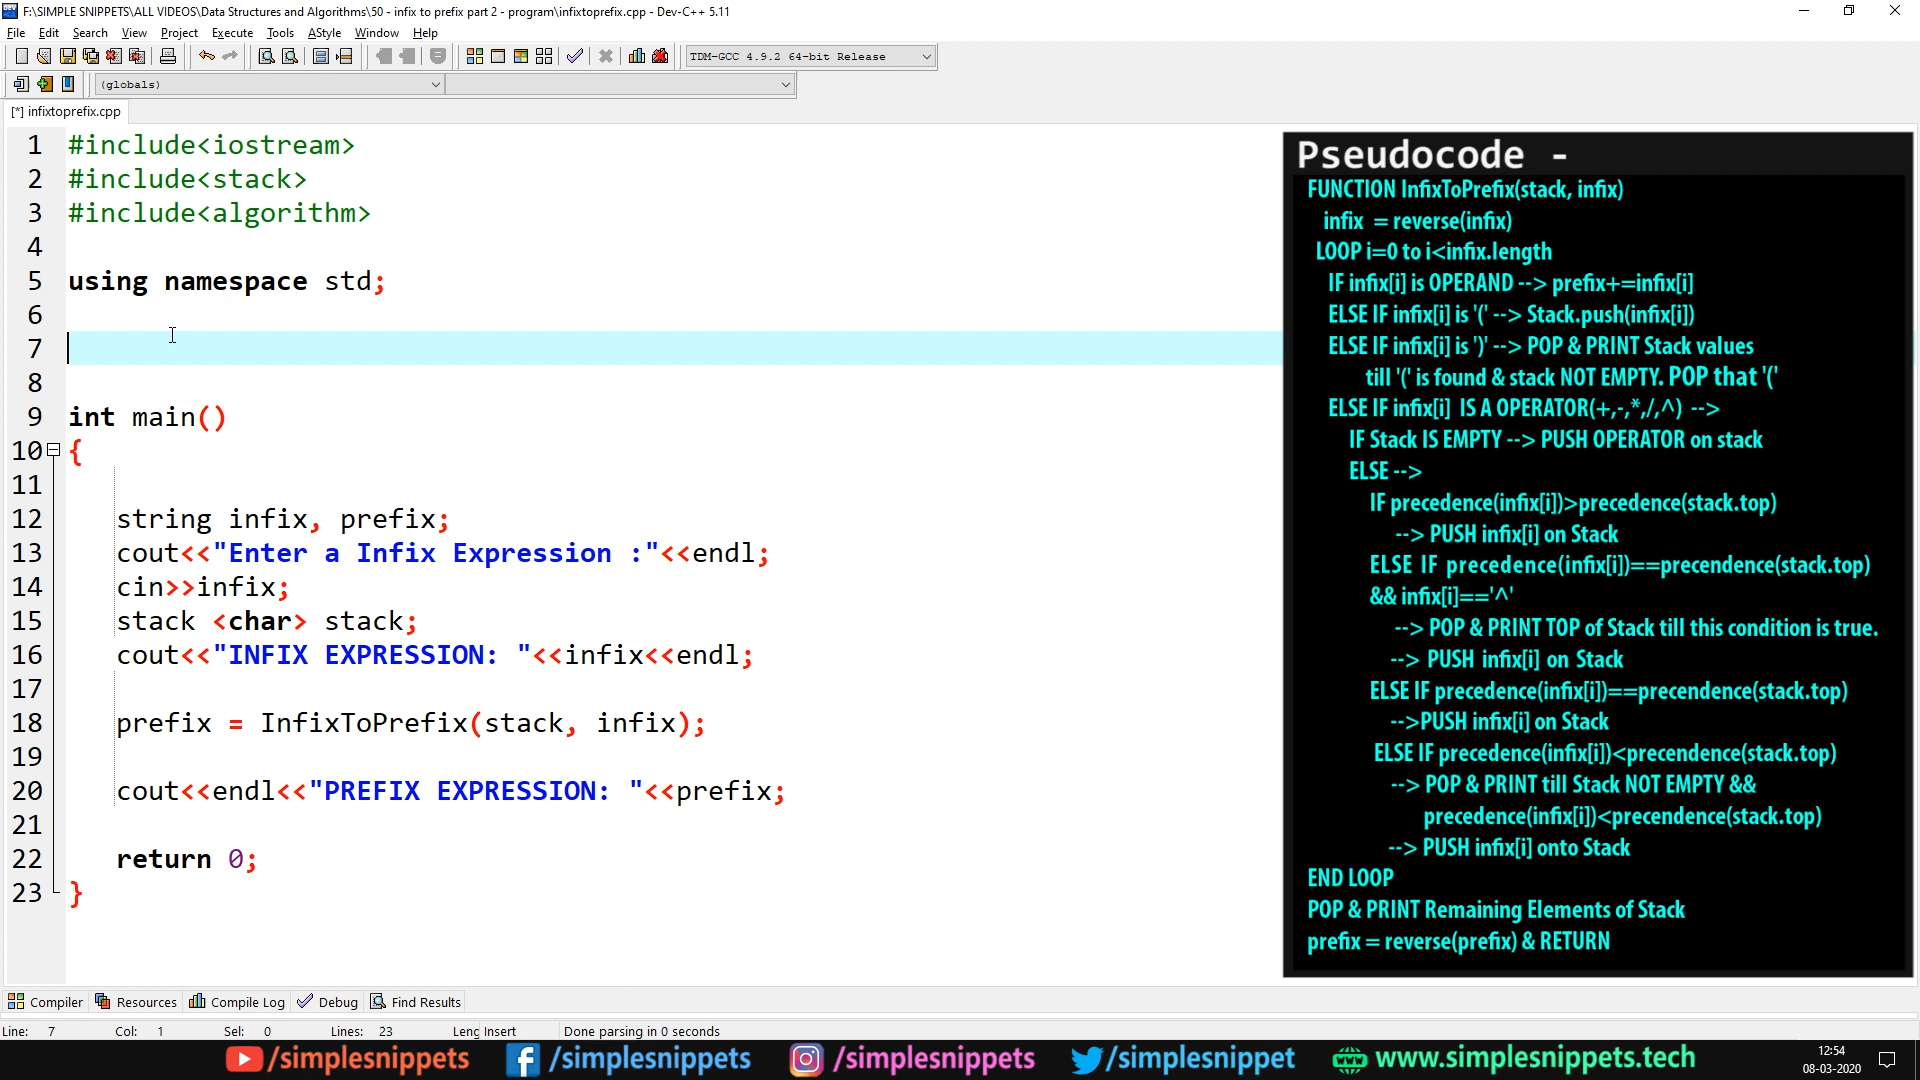 F:\SIMPLE SNIPPETS\ALL VIDEOS\Data Structures and Algorithms\50 - infix to prefix part 2 - program\infixtoprefix.cpp - Dev-C++ 5.11
File Edit Search View Project Execute Tools AStyle Window Help
TDM-GCC 4.9.2 64-bit Release
(globals)
[*] infixtoprefix.cpp
1 #include<iostream>
2 #include<stack>
3 #include<algorithm>
4
5 using namespace std;
6
7
8
9 int main()
10 {
11
12 string infix, prefix;
13 cout<<"Enter a Infix Expression :"<<endl;
14 cin>>infix;
15 stack <char> stack;
16 cout<<"INFIX EXPRESSION: "<<infix<<endl;
17
18 prefix = InfixToPrefix(stack, infix);
19
20 cout<<endl<<"PREFIX EXPRESSION: "<<prefix;
21
22 return 0;
23 }
Pseudocode -
FUNCTION InfixToPrefix(stack, infix)
infix = reverse(infix)
LOOP i=0 to i<infix.length
IF infix[i] is OPERAND --> prefix+=infix[i]
ELSE IF infix[i] is '(' --> Stack.push(infix[i])
ELSE IF infix[i] is ')' --> POP & PRINT Stack values
till '(' is found & stack NOT EMPTY. POP that '('
ELSE IF infix[i] IS A OPERATOR(+,-,*,/,^) -->
IF Stack IS EMPTY --> PUSH OPERATOR on stack
ELSE -->
IF precedence(infix[i])>precedence(stack.top)
--> PUSH infix[i] on Stack
ELSE IF precedence(infix[i])==precendence(stack.top)
&& infix[i]=='^'
--> POP & PRINT TOP of Stack till this condition is true.
--> PUSH infix[i] on Stack
ELSE IF precedence(infix[i])==precendence(stack.top)
-->PUSH infix[i] on Stack
ELSE IF precedence(infix[i])<precendence(stack.top)
--> POP & PRINT till Stack NOT EMPTY &&
precedence(infix[i])<precendence(stack.top)
--> PUSH infix[i] onto Stack
END LOOP
POP & PRINT Remaining Elements of Stack
prefix = reverse(prefix) & RETURN
Compiler Resources Compile Log Debug Find Results
Line: 7 Col: 1 Sel: 0 Lines: 23 Leng Insert Done parsing in 0 seconds
/simplesnippets /simplesnippets /simplesnippets /simplesnippet www.simplesnippets.tech
12:54
08-03-2020